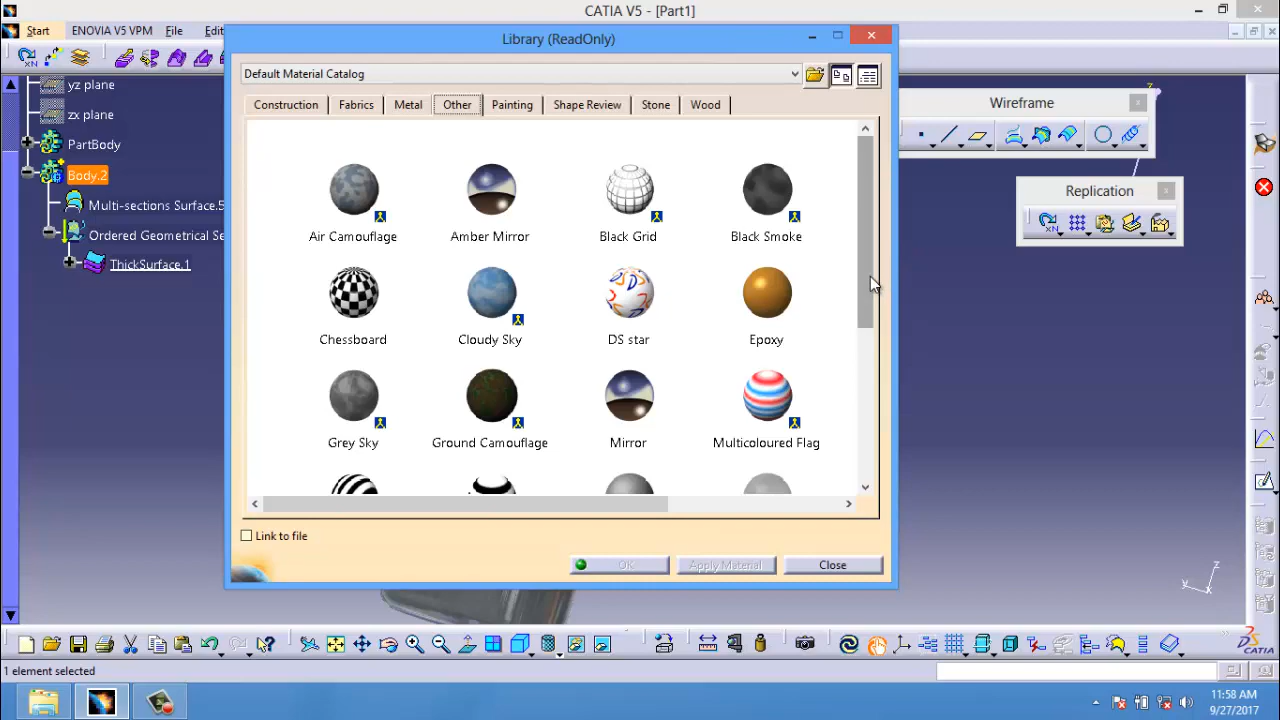 CATIA V5 - [Part1]
Start ENOVIA V5 VPM File Edit
Library (ReadOnly)
Default Material Catalog
Construction Fabrics Metal Other Painting Shape Review Stone Wood
yz plane
zx plane
PartBody
Body.2
Multi-sections Surface.5
Ordered Geometrical Se
ThickSurface.1
Air Camouflage Amber Mirror Black Grid Black Smoke
Chessboard Cloudy Sky DS star Epoxy
Grey Sky Ground Camouflage Mirror Multicoloured Flag
Link to file
OK Apply Material Close
Wireframe x
Replication x
z
y z x
CATIA
1 element selected
11:58 AM
9/27/2017